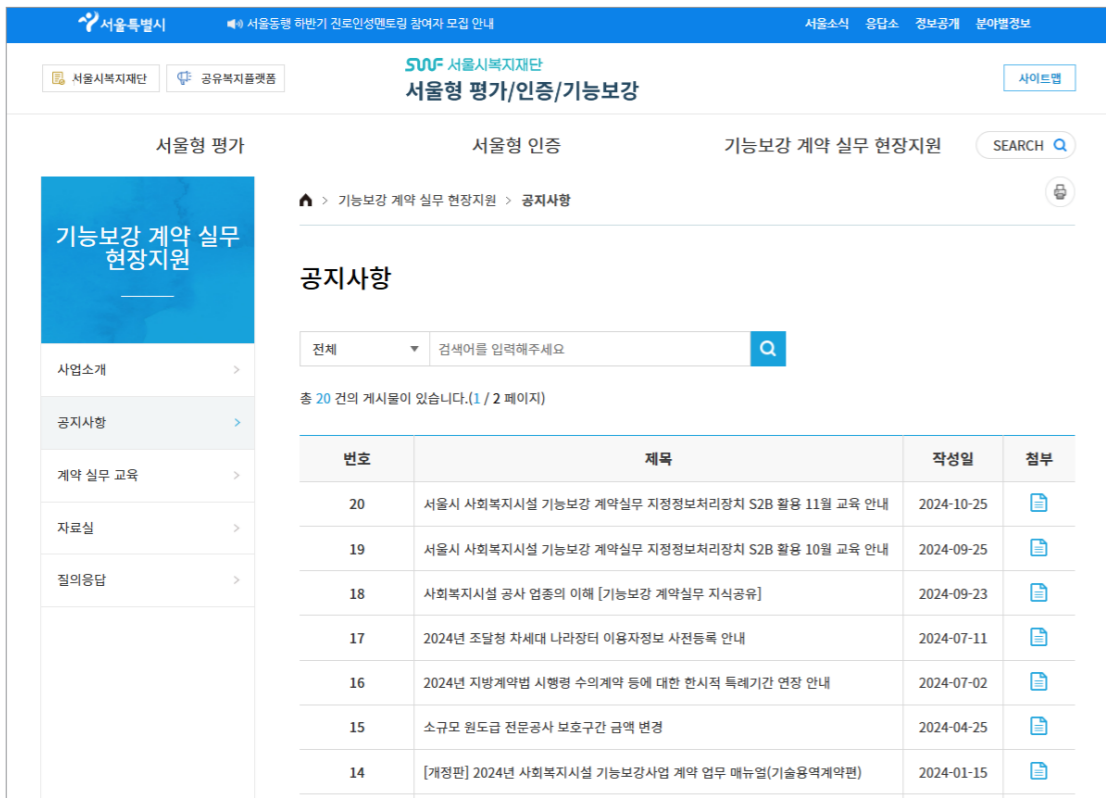 서울특별시
서울동행 하반기 진로인성멘토링 참여자 모집 안내
서울소식 응답소 정보공개 분야별정보
서울시복지재단
공유복지플랫폼
SWF 서울시복지재단
서울형 평가/인증/기능보강
사이트맵
서울형 평가
서울형 인증
기능보강 계약 실무 현장지원
SEARCH
기능보강 계약 실무
현장지원
사업소개 >
공지사항 >
계약 실무 교육 >
자료실 >
질의응답 >
> 기능보강 계약 실무 현장지원 > 공지사항
공지사항
전체
검색어를 입력해주세요
총 20 건의 게시물이 있습니다.(1 / 2 페이지)
번호 제목 작성일 첨부
20 서울시 사회복지시설 기능보강 계약실무 지정정보처리장치 S2B 활용 11월 교육 안내 2024-10-25
19 서울시 사회복지시설 기능보강 계약실무 지정정보처리장치 S2B 활용 10월 교육 안내 2024-09-25
18 사회복지시설 공사 업종의 이해 [기능보강 계약실무 지식공유] 2024-09-23
17 2024년 조달청 차세대 나라장터 이용자정보 사전등록 안내 2024-07-11
16 2024년 지방계약법 시행령 수의계약 등에 대한 한시적 특례기간 연장 안내 2024-07-02
15 소규모 원도급 전문공사 보호구간 금액 변경 2024-04-25
14 [개정판] 2024년 사회복지시설 기능보강사업 계약 업무 매뉴얼(기술용역계약편) 2024-01-15